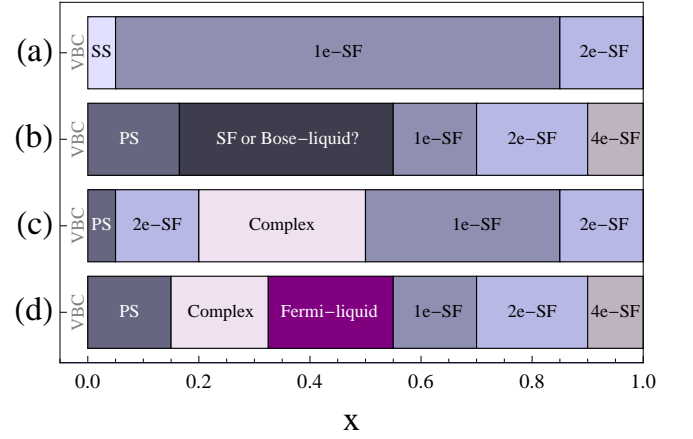 (a) VBC SS 1e−SF 2e−SF
(b) VBC PS SF or Bose−liquid? 1e−SF 2e−SF 4e−SF
(c) VBC PS 2e−SF Complex 1e−SF 2e−SF
(d) VBC PS Complex Fermi−liquid 1e−SF 2e−SF 4e−SF
0.0 0.2 0.4 0.6 0.8 1.0
x